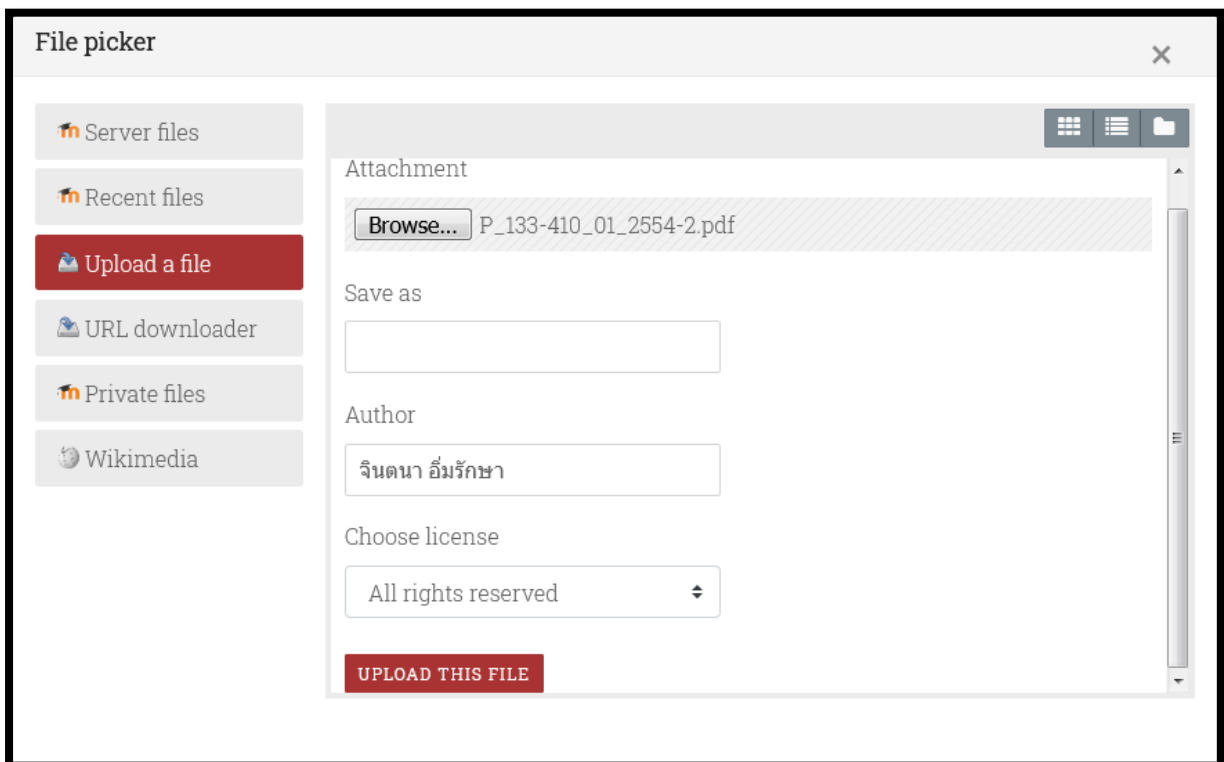 File picker
×
Server files
Recent files
Upload a file
URL downloader
Private files
Wikimedia
Attachment
Browse... P_133-410_01_2554-2.pdf
Save as
Author
จินตนา อิ่มรักษา
Choose license
All rights reserved
UPLOAD THIS FILE